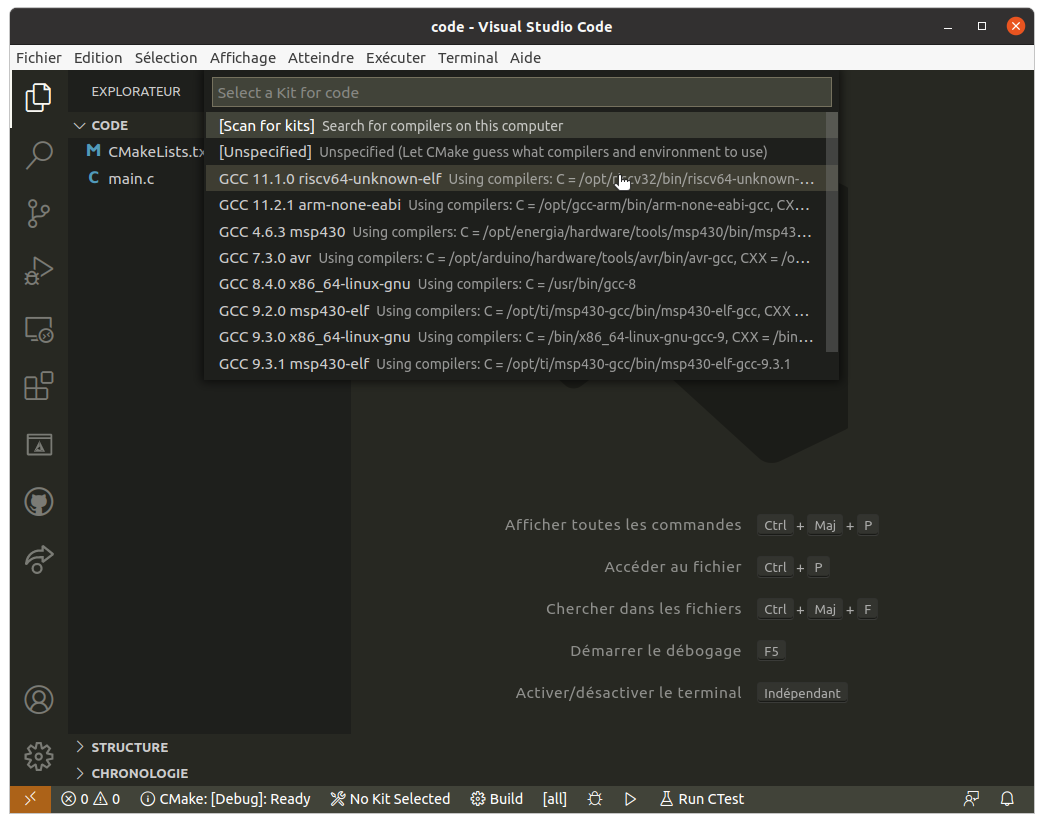 code - Visual Studio Code
Fichier Edition Sélection Affichage Atteindre Exécuter Terminal Aide
EXPLORATEUR
CODE
CMakeLists.tx
main.c
Select a Kit for code
[Scan for kits] Search for compilers on this computer
[Unspecified] Unspecified (Let CMake guess what compilers and environment to use)
GCC 11.1.0 riscv64-unknown-elf Using compilers: C = /opt/riscv32/bin/riscv64-unknown-...
GCC 11.2.1 arm-none-eabi Using compilers: C = /opt/gcc-arm/bin/arm-none-eabi-gcc, CX...
GCC 4.6.3 msp430 Using compilers: C = /opt/energia/hardware/tools/msp430/bin/msp43...
GCC 7.3.0 avr Using compilers: C = /opt/arduino/hardware/tools/avr/bin/avr-gcc, CXX = /o...
GCC 8.4.0 x86_64-linux-gnu Using compilers: C = /usr/bin/gcc-8
GCC 9.2.0 msp430-elf Using compilers: C = /opt/ti/msp430-gcc/bin/msp430-elf-gcc, CXX ...
GCC 9.3.0 x86_64-linux-gnu Using compilers: C = /bin/x86_64-linux-gnu-gcc-9, CXX = /bin...
GCC 9.3.1 msp430-elf Using compilers: C = /opt/ti/msp430-gcc/bin/msp430-elf-gcc-9.3.1
Afficher toutes les commandes Ctrl + Maj + P
Accéder au fichier Ctrl + P
Chercher dans les fichiers Ctrl + Maj + F
Démarrer le débogage F5
Activer/désactiver le terminal Indépendant
STRUCTURE
CHRONOLOGIE
0 0 CMake: [Debug]: Ready No Kit Selected Build [all] Run CTest